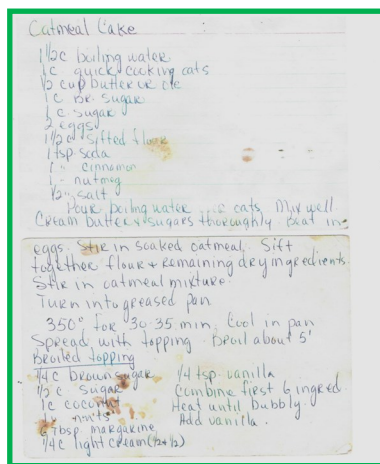 Oatmeal Cake
1 1/2 c boiling water
1 c quick cooking oats
1/2 cup butter or
1 c Br. sugar
1 c sugar
2 eggs
1 1/2 c sifted flour
1 tsp soda
1 " cinnamon
1 - nutmeg
1/2 " salt
Pour boiling water over oats. Mix well.
Cream butter & sugars thoroughly. Beat in
eggs. Stir in soaked oatmeal. Sift
together flour & remaining dry ingredients.
Stir in oatmeal mixture.
Turn into greased pan
350° for 30-35 min. Cool in pan
Spread with topping. Broil about 5'
Broiled topping
1/4 c brown sugar
1/2 c sugar
1 c coconut
nuts
6 tbsp. margarine
1/4 c light cream (1/2 & 1/2)
1/4 tsp. vanilla
Combine first 6 ingred
Heat until bubbly.
Add vanilla.